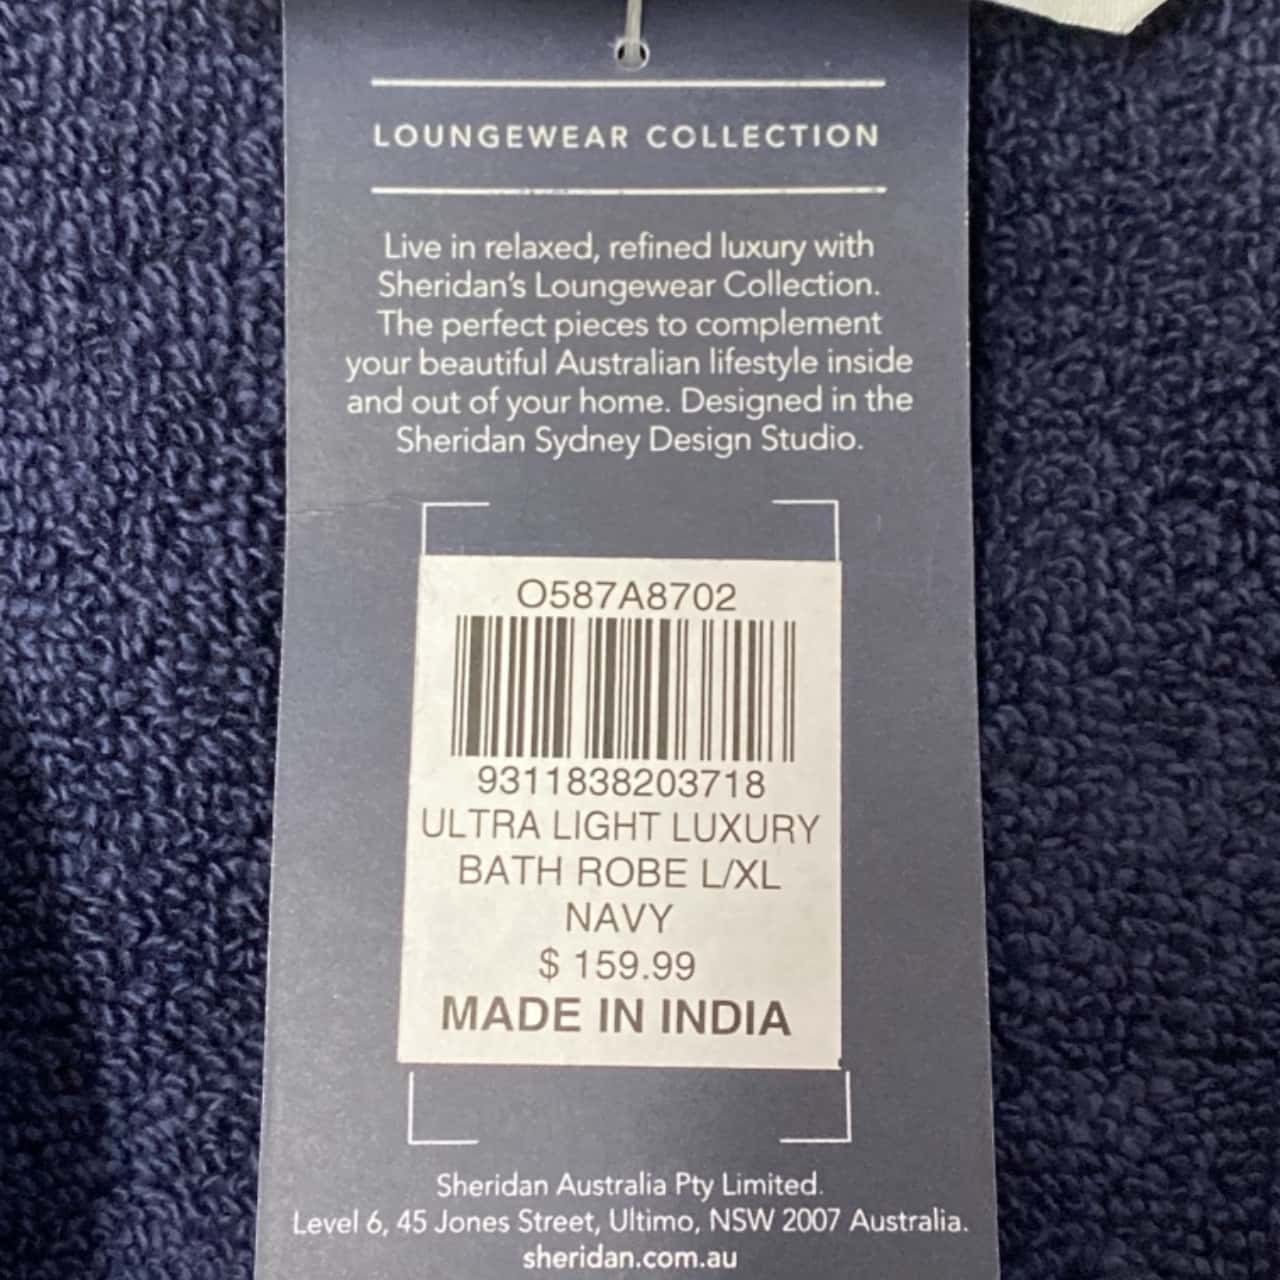 LOUNGEWEAR COLLECTION
Live in relaxed, refined luxury with
Sheridan's Loungewear Collection.
The perfect pieces to complement
your beautiful Australian lifestyle inside
and out of your home. Designed in the
Sheridan Sydney Design Studio.
O587A8702
9311838203718
ULTRA LIGHT LUXURY
BATH ROBE L/XL
NAVY
$ 159.99
MADE IN INDIA
Sheridan Australia Pty Limited.
Level 6, 45 Jones Street, Ultimo, NSW 2007 Australia.
sheridan.com.au